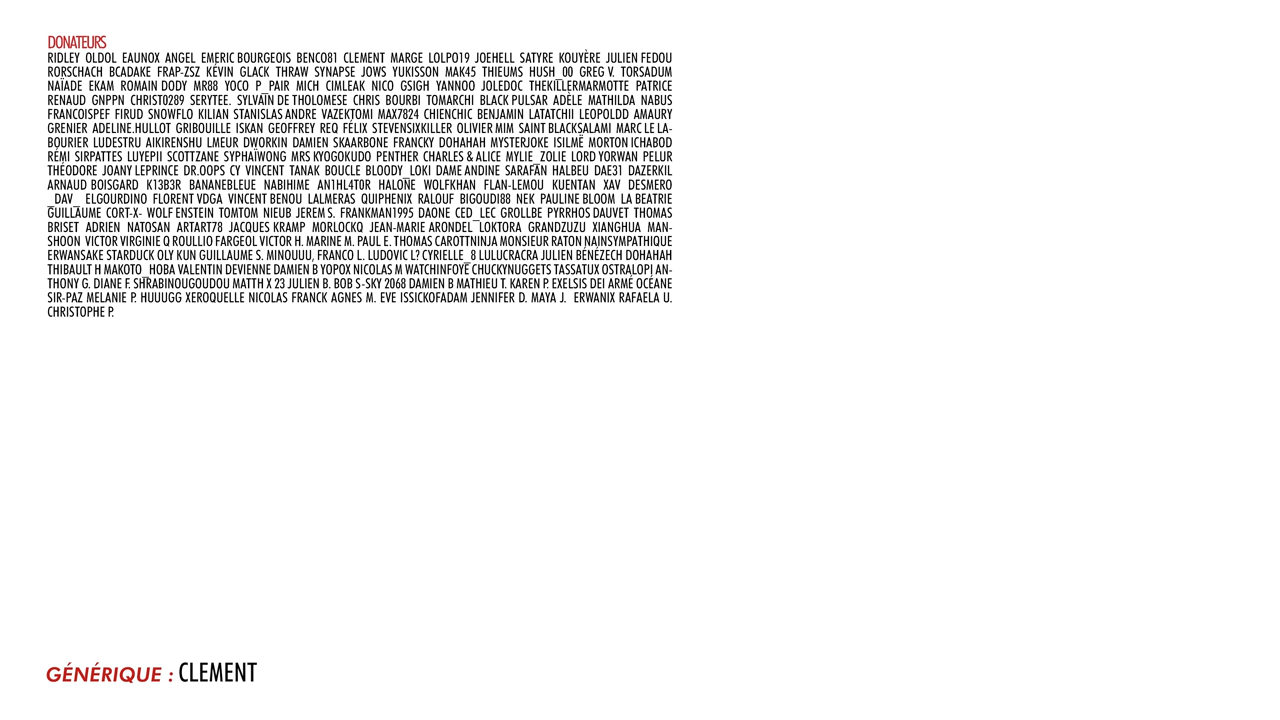 DONATEURS
RIDLEY OLDOL EAUNOX ANGEL EMERIC BOURGEOIS BENCO81 CLEMENT MARGE LOLPO19 JOEHELL SATYRE KOUYÈRE JULIEN FEDOU
RORSCHACH BCADAKE FRAP-ZSZ KÉVIN GLACK THRAW SYNAPSE JOWS YUKISSON MAK45 THIEUMS HUSH_00 GREG V. TORSADUM
NAÏADE EKAM ROMAIN DODY MR88 YOCO P_PAIR MICH CIMLEAK NICO GSIGH YANNOO JOLEDOC THEKILLERMARMOTTE PATRICE
RENAUD GNPPN CHRIST0289 SERYTEE. SYLVAÏN DE THOLOMESE CHRIS BOURBI TOMARCHI BLACK PULSAR ADÈLE MATHILDA NABUS
FRANCOISPEF FIRUD SNOWFLO KILIAN STANISLAS ANDRE VAZEKTOMI MAX7824 CHIENCHIC BENJAMIN LATATCHII LEOPOLDD AMAURY
GRENIER ADELINE.HULLOT GRIBOUILLE ISKAN GEOFFREY REQ FÉLIX STEVENSIXKILLER OLIVIER MIM SAINT BLACKSALAMI MARC LE LA-
BOURIER LUDESTRU AIKIRENSHU LMEUR DWORKIN DAMIEN SKAARBONE FRANCKY DOHAHAH MYSTERJOKE ISILMË MORTON ICHABOD
RÉMI SIRPATTES LUYEPII SCOTTZANE SYPHAÏWONG MRS KYOGOKUDO PENTHER CHARLES & ALICE MYLIE_ZOLIE LORD YORWAN PELUR
THÉODORE JOANY LEPRINCE DR.OOPS CY VINCENT TANAK BOUCLE BLOODY_LOKI DAME ANDINE SARAFAN HALBEU DAE31 DAZERKIL
ARNAUD BOISGARD K13B3R BANANEBLEUE NABIHIME AN1HL4T0R HALONE WOLFKHAN FLAN-LEMOU KUENTAN XAV DESMERO
_DAV_ ELGOURDINO FLORENT VDGA VINCENT BENOU LALMERAS QUIPHENIX RALOUF BIGOUDI88 NEK PAULINE BLOOM LA BEATRIE
GUILLAUME CORT-X- WOLF ENSTEIN TOMTOM NIEUB JEREM S. FRANKMAN1995 DAONE CED_LEC GROLLBE PYRRHOS DAUVET THOMAS
BRISET ADRIEN NATOSAN ARTART78 JACQUES KRAMP MORLOCKQ JEAN-MARIE ARONDEL LOKTORA GRANDZUZU XIANGHUA MAN-
SHOON VICTOR VIRGINIE Q ROULLIO FARGEOL VICTOR H. MARINE M. PAUL E. THOMAS CAROTTNINJA MONSIEUR RATON NAINSYMPATHIQUE
ERWANSAKE STARDUCK OLY KUN GUILLAUME S. MINOUUU, FRANCO L. LUDOVIC L? CYRIELLE_8 LULUCRACRA JULIEN BÉNÉZECH DOHAHAH
THIBAULT H MAKOTO_HOBA VALENTIN DEVIENNE DAMIEN B YOPOX NICOLAS M WATCHINFOYE CHUCKYNUGGETS TASSATUX OSTRALOPI AN-
THONY G. DIANE F. SHRABINOUGOUDOU MATTH X 23 JULIEN B. BOB S-SKY 2068 DAMIEN B MATHIEU T. KAREN P. EXELSIS DEI ARMÉ OCÉANE
SIR-PAZ MELANIE P. HUUUGG XEROQUELLE NICOLAS FRANCK AGNES M. EVE ISSICKOFADAM JENNIFER D. MAYA J. ERWANIX RAFAELA U.
CHRISTOPHE P.
GÉNÉRIQUE : CLEMENT